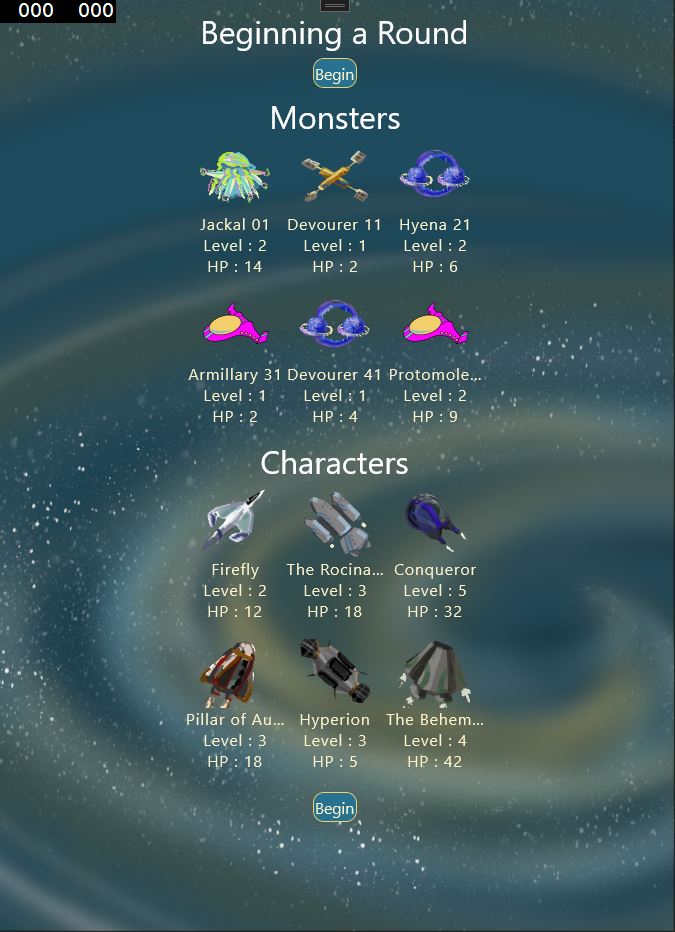 000 000
Beginning a Round
Begin
Monsters
Jackal 01 Devourer 11 Hyena 21
Level : 2 Level : 1 Level : 2
HP : 14 HP : 2 HP : 6
Armillary 31 Devourer 41 Protomole...
Level : 1 Level : 1 Level : 2
HP : 2 HP : 4 HP : 9
Characters
Firefly The Rocina... Conqueror
Level : 2 Level : 3 Level : 5
HP : 12 HP : 18 HP : 32
Pillar of Au... Hyperion The Behem...
Level : 3 Level : 3 Level : 4
HP : 18 HP : 5 HP : 42
Begin